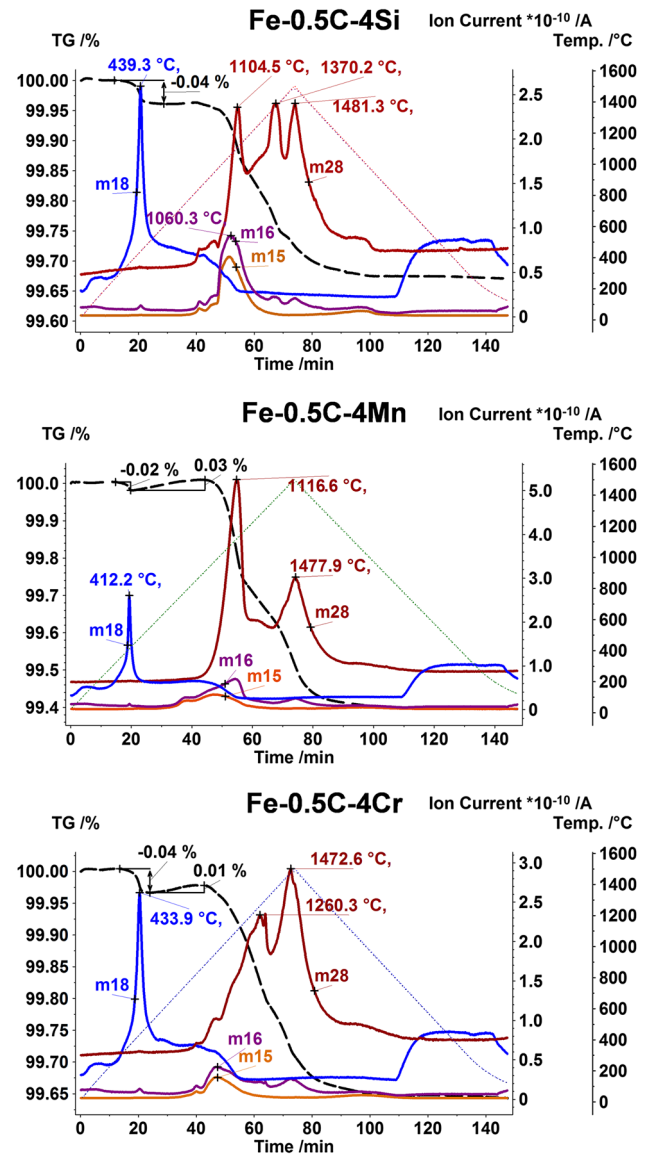 Fe-0.5C-4Si
Ion Current *10-10 /A
TG /%
Temp. /°C
439.3 °C,
1104.5 °C,
1370.2 °C,
1481.3 °C,
-0.04 %
m18
m28
1060.3 °C
m16
m15
100.00
99.95
99.90
99.85
99.80
99.75
99.70
99.65
99.60
2.5
2.0
1.5
1.0
0.5
0
1600
1400
1200
1000
800
600
400
200
0
0 20 40 60 80 100 120 140
Time /min
Fe-0.5C-4Mn
Ion Current *10-10 /A
TG /%
Temp. /°C
-0.02 %
0.03 %
1116.6 °C,
412.2 °C,
1477.9 °C,
m18
m28
m16
m15
100.0
99.9
99.8
99.7
99.6
99.5
99.4
5.0
4.0
3.0
2.0
1.0
0
1600
1400
1200
1000
800
600
400
200
0
0 20 40 60 80 100 120 140
Time /min
Fe-0.5C-4Cr
Ion Current *10-10 /A
TG /%
Temp. /°C
-0.04 %
0.01 %
1472.6 °C,
1260.3 °C,
433.9 °C,
m18
m28
m16
m15
100.00
99.95
99.90
99.85
99.80
99.75
99.70
99.65
3.0
2.5
2.0
1.5
1.0
0.5
0
1600
1400
1200
1000
800
600
400
200
0
0 20 40 60 80 100 120 140
Time /min